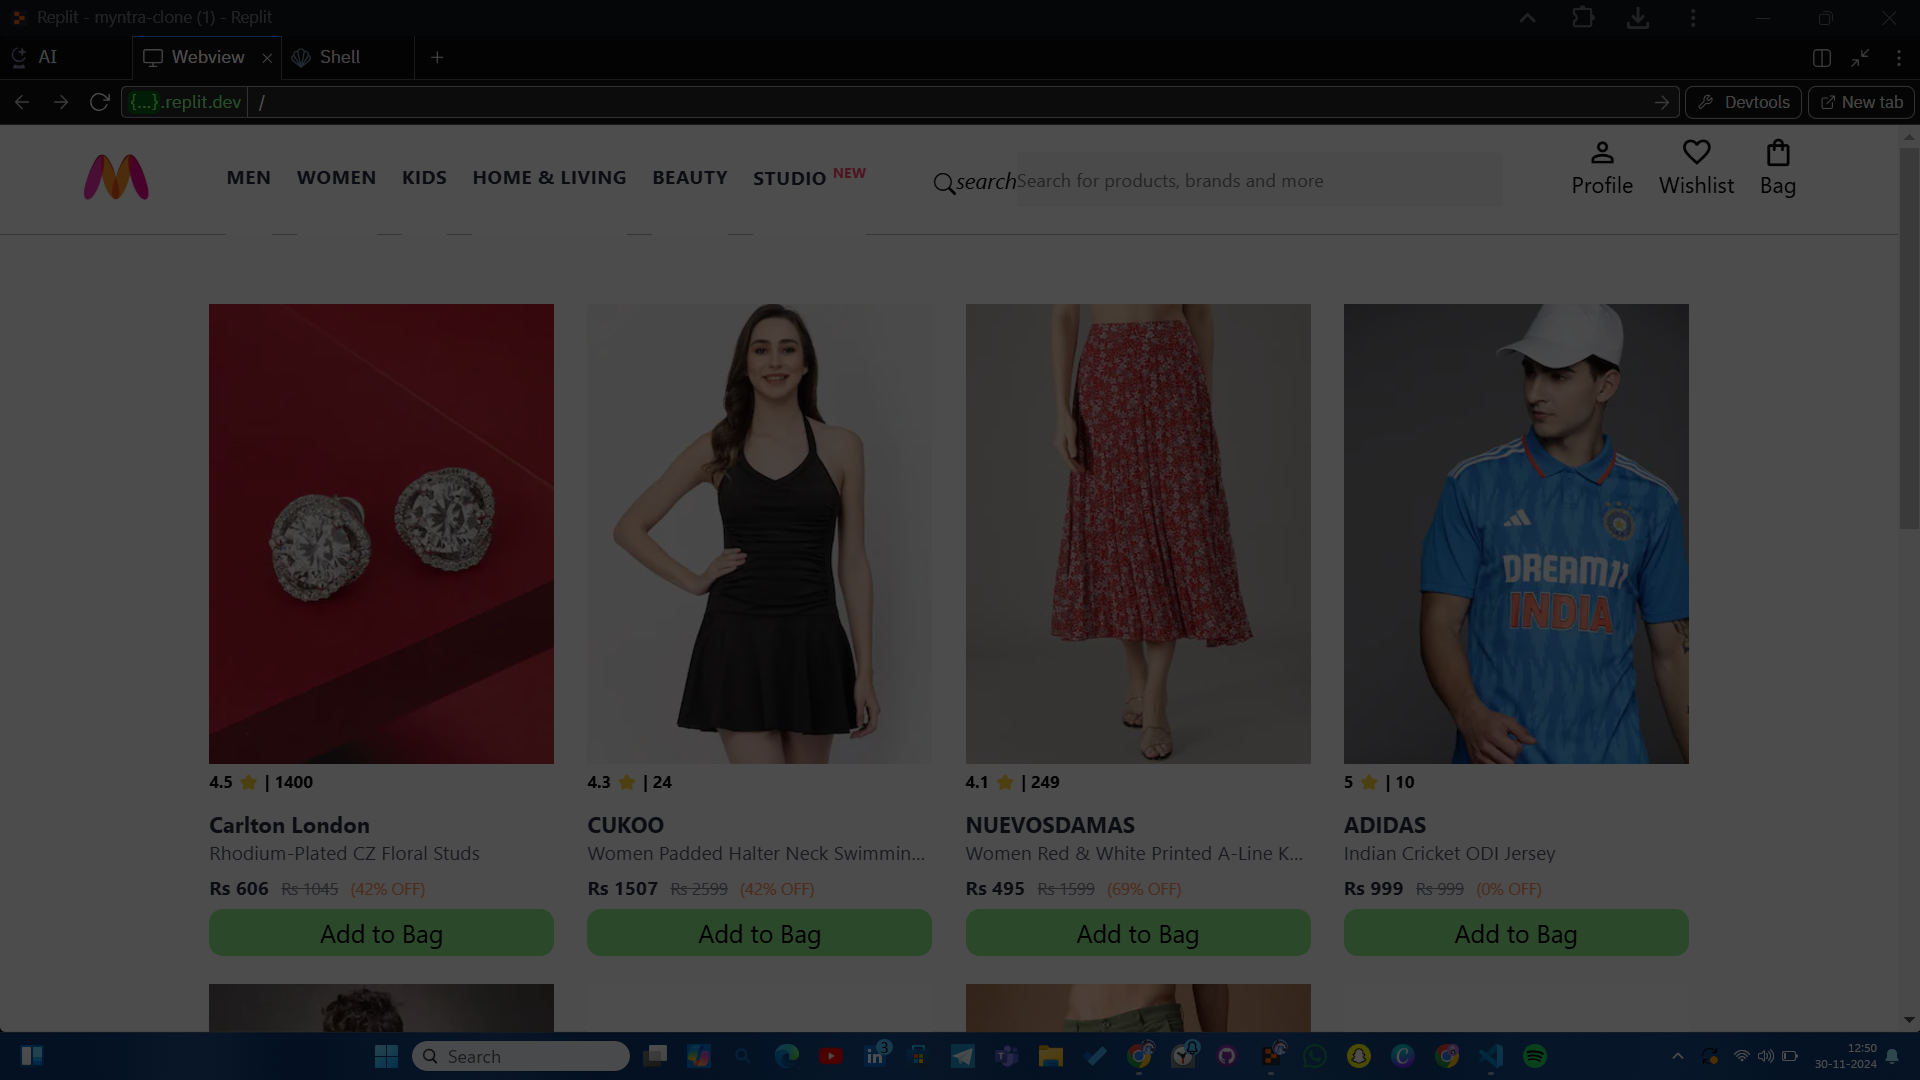 Replit - myntra-clone (1) - Replit
AI Webview Shell
{...}.replit.dev / Devtools New tab
MEN WOMEN KIDS HOME & LIVING BEAUTY STUDIO NEW search Search for products, brands and more Profile Wishlist Bag
DREAM11
INDIA
4.5 | 1400 4.3 | 24 4.1 | 249 5 | 10
Carlton London CUKOO NUEVOSDAMAS ADIDAS
Rhodium-Plated CZ Floral Studs Women Padded Halter Neck Swimmin... Women Red & White Printed A-Line K... Indian Cricket ODI Jersey
Rs 606 Rs 1045 (42% OFF) Rs 1507 Rs 2599 (42% OFF) Rs 495 Rs 1599 (69% OFF) Rs 999 Rs 999 (0% OFF)
Add to Bag Add to Bag Add to Bag Add to Bag
Search 3 12:50
30-11-2024